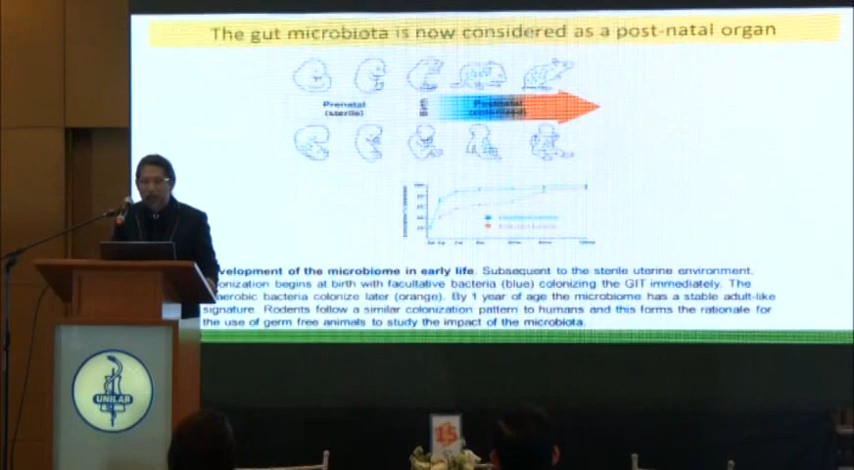 The gut microbiota is now considered as a post-natal organ
Prenatal
(sterile)
Birth
Postnatal
(colonized)
velopment of the microbiome in early life. Subsequent to the sterile uterine environment,
onization begins at birth with facultative bacteria (blue) colonizing the GIT immediately. The
aerobic bacteria colonize later (orange). By 1 year of age the microbiome has a stable adult-like
signature. Rodents follow a similar colonization pattern to humans and this forms the rationale for
the use of germ free animals to study the impact of the microbiota.
UNILAB
15